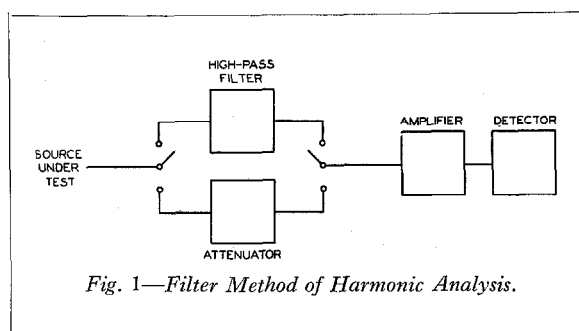 HIGH-PASS
FILTER
AMPLIFIER
DETECTOR
SOURCE
UNDER
TEST
ATTENUATOR
Fig. 1—Filter Method of Harmonic Analysis.